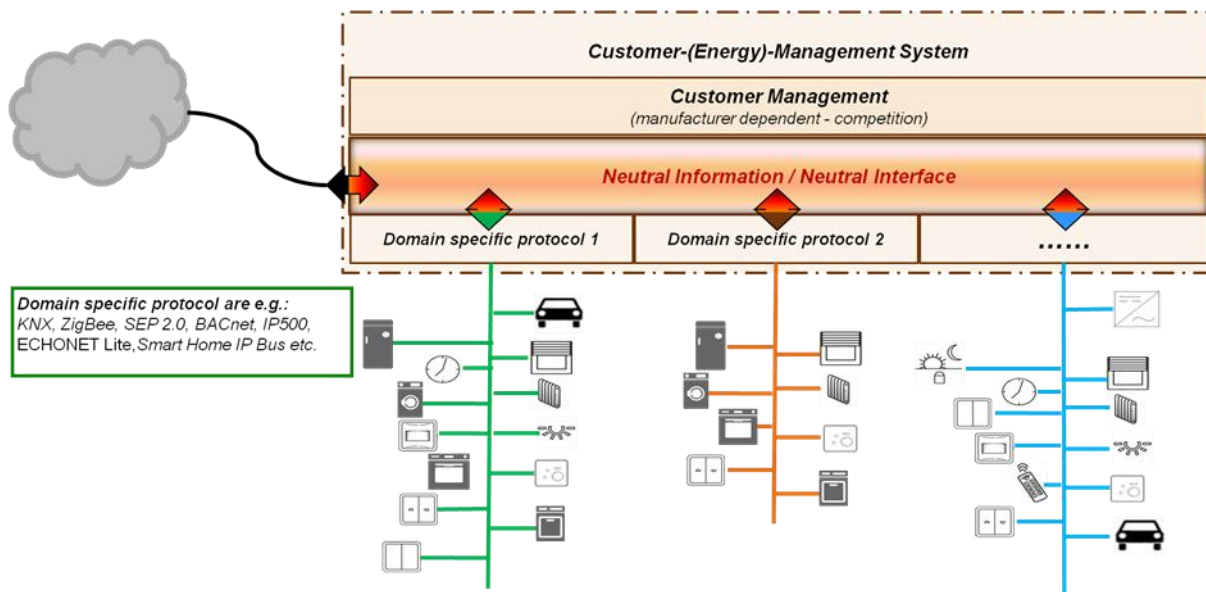 Customer-(Energy)-Management System
Customer Management
(manufacturer dependent - competition)
Neutral Information / Neutral Interface
Domain specific protocol 1
Domain specific protocol 2
......
Domain specific protocol are e.g.:
KNX, ZigBee, SEP 2.0, BACnet, IP500,
ECHONET Lite,Smart Home IP Bus etc.